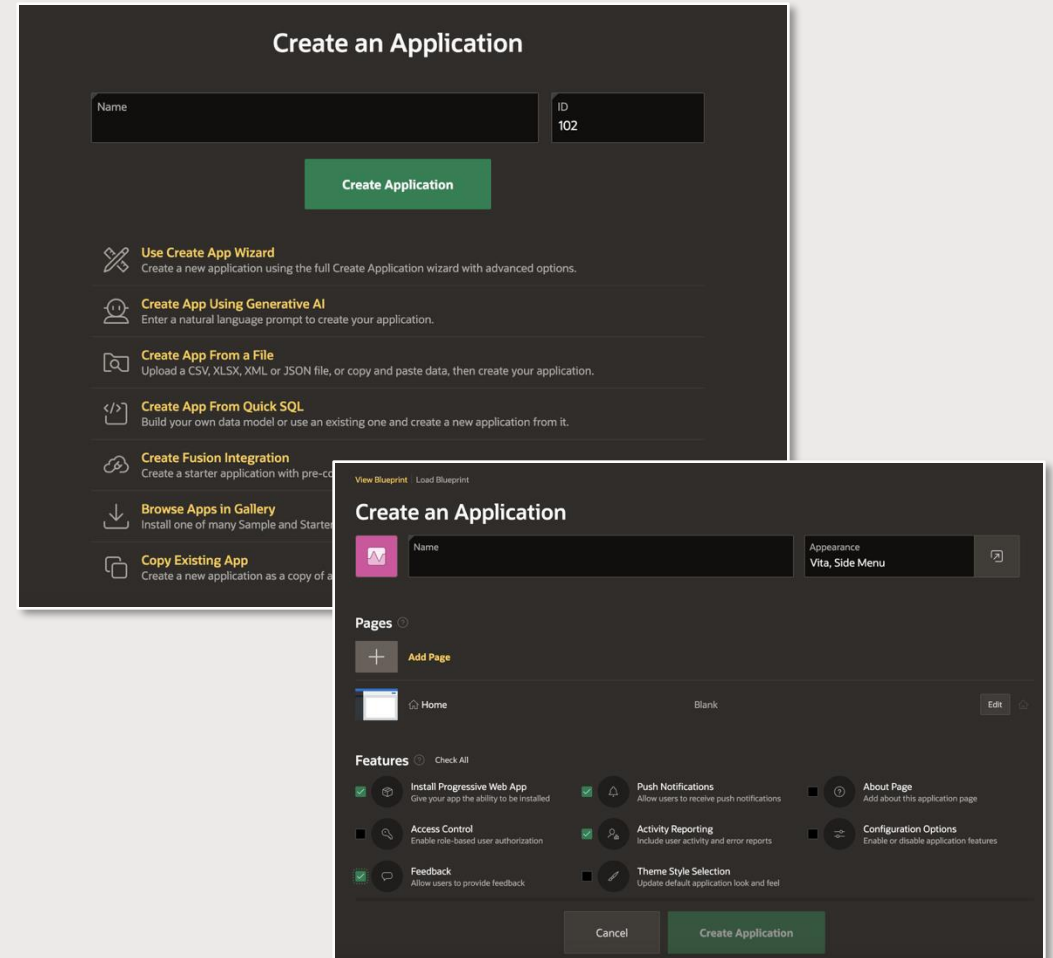 Create an Application
Name
ID
102
Create Application
Use Create App Wizard
Create a new application using the full Create Application wizard with advanced options.
Create App Using Generative AI
Enter a natural language prompt to create your application.
Create App From a File
Upload a CSV, XLSX, XML or JSON file, or copy and paste data, then create your application.
Create App From Quick SQL
Build your own data model or use an existing one and create a new application from it.
Create Fusion Integration
Create a starter application with
Browse Apps in Gallery
Install one of many Sample and Starter
Copy Existing App
Create a new application as a copy of
View Blueprint Load Blueprint
Create an Application
Name
Appearance
Vita, Side Menu
Pages
Add Page
Home Blank Edit
Features Check All
Install Progressive Web App
Give your app the ability to be installed
Push Notifications
Allow users to receive push notifications
About Page
Add about this application page
Access Control
Enable role-based user authorization
Activity Reporting
Include user activity and error reports
Configuration Options
Enable or disable application features
Feedback
Allow users to provide feedback
Theme Style Selection
Update default application look and feel
Cancel
Create Application